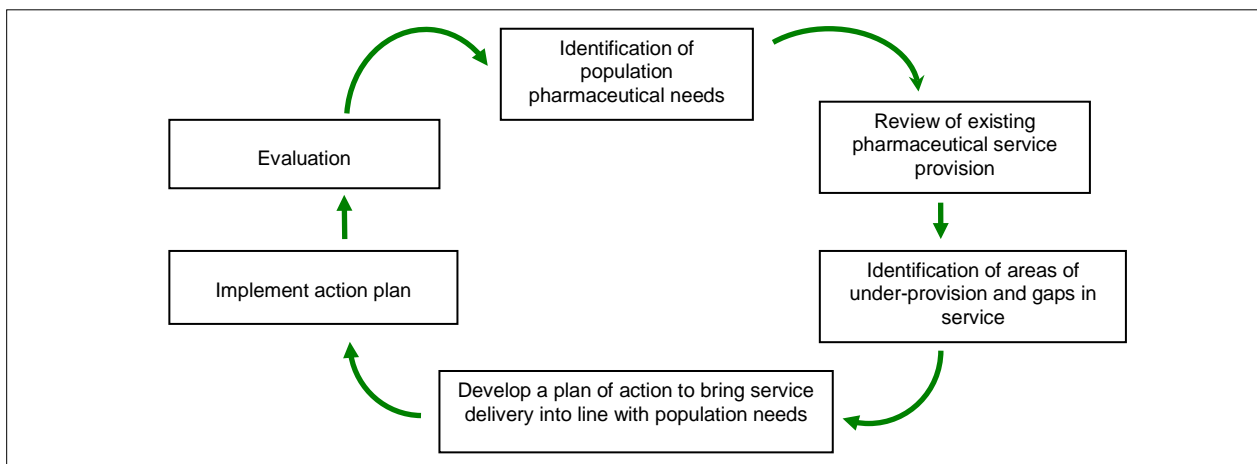 Identification of
population
pharmaceutical needs
Review of existing
pharmaceutical service
provision
Identification of areas of
under-provision and gaps in
service
Develop a plan of action to bring service
delivery into line with population needs
Implement action plan
Evaluation